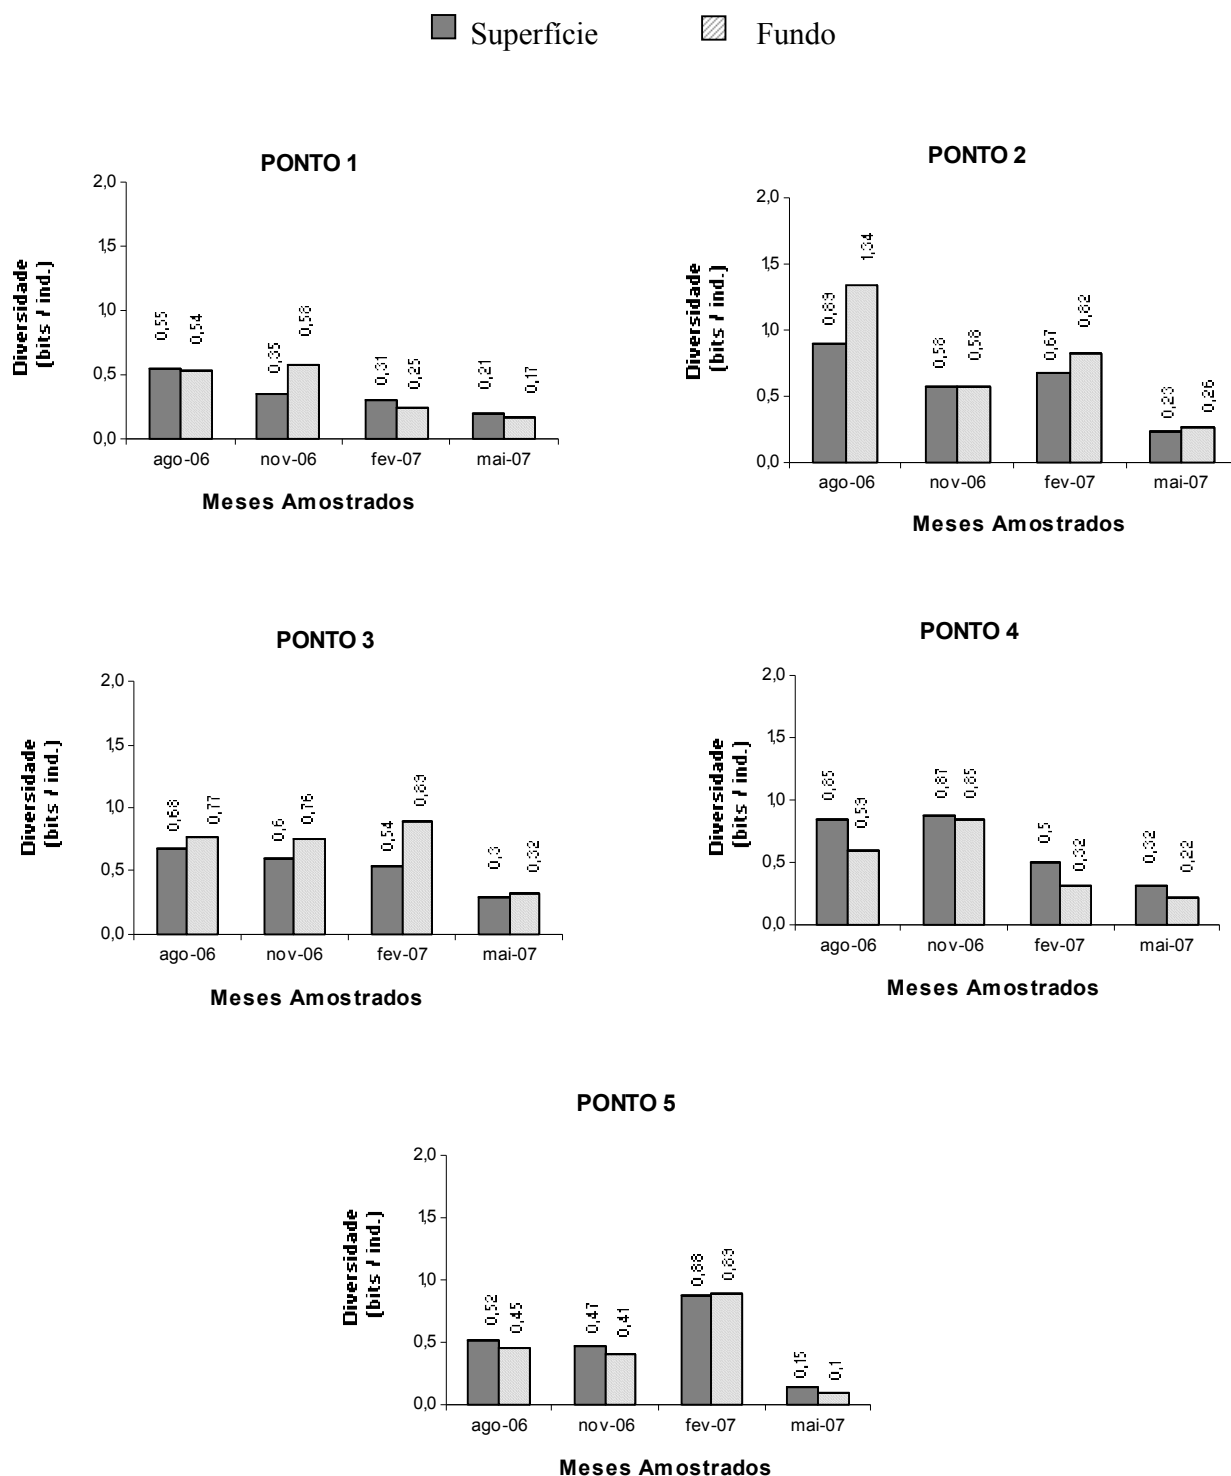 Superfície Fundo
PONTO 1
Diversidade
(bits / ind.)
2,0
1,5
1,0
0,5
0,0
0,55 0,54 0,35 0,58 0,31 0,25 0,21 0,17
ago-06 nov-06 fev-07 mai-07
Meses Amostrados
PONTO 2
Diversidade
(bits / ind.)
2,0
1,5
1,0
0,5
0,0
0,89 1,34 0,58 0,58 0,67 0,82 0,23 0,26
ago-06 nov-06 fev-07 mai-07
Meses Amostrados
PONTO 3
Diversidade
(bits / ind.)
2,0
1,5
1,0
0,5
0,0
0,68 0,77 0,6 0,76 0,54 0,89 0,3 0,32
ago-06 nov-06 fev-07 mai-07
Meses Amostrados
PONTO 4
Diversidade
(bits / ind.)
2,0
1,5
1,0
0,5
0,0
0,85 0,59 0,87 0,85 0,5 0,32 0,32 0,22
ago-06 nov-06 fev-07 mai-07
Meses Amostrados
PONTO 5
Diversidade
(bits / ind.)
2,0
1,5
1,0
0,5
0,0
0,52 0,45 0,47 0,41 0,88 0,89 0,15 0,1
ago-06 nov-06 fev-07 mai-07
Meses Amostrados